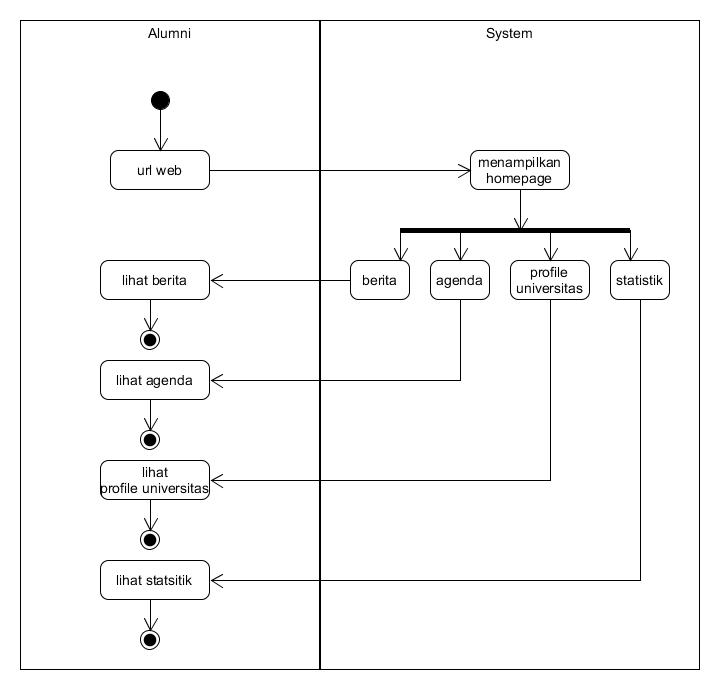 Alumni
System
url web
menampilkan
homepage
lihat berita
berita
agenda
profile
universitas
statistik
lihat agenda
lihat
profile universitas
lihat statsitik